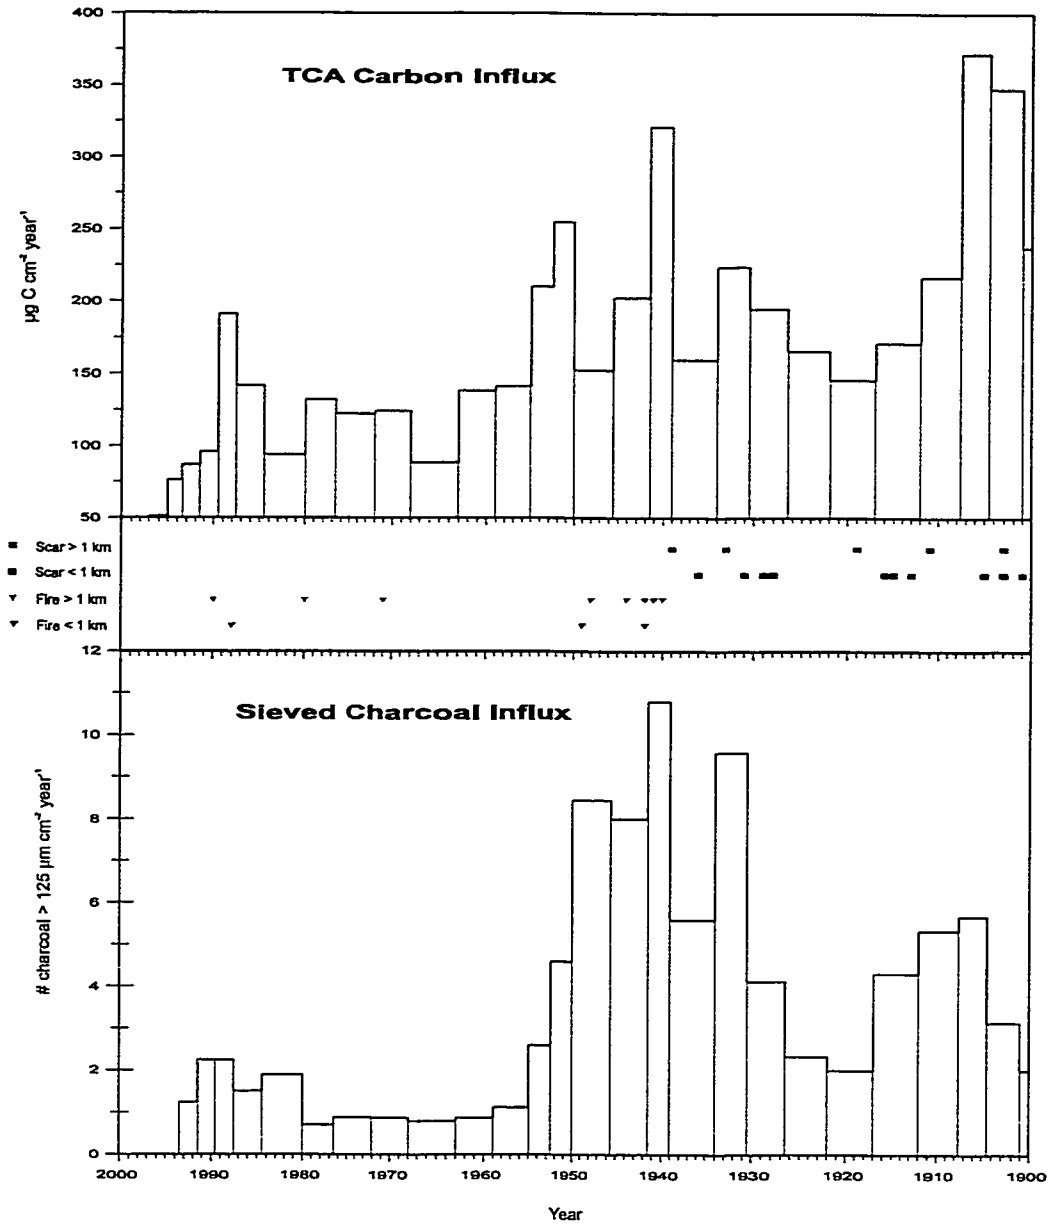 400
TCA Carbon Influx
350
300
250
200
150
100
50
µg C cm⁻² year⁻¹
Scar > 1 km
Scar < 1 km
Fire > 1 km
Fire < 1 km
12
Sieved Charcoal Influx
10
8
6
4
2
0
# charcoal > 125 µm cm⁻² year⁻¹
2000 1990 1980 1970 1960 1950 1940 1930 1920 1910 1900
Year